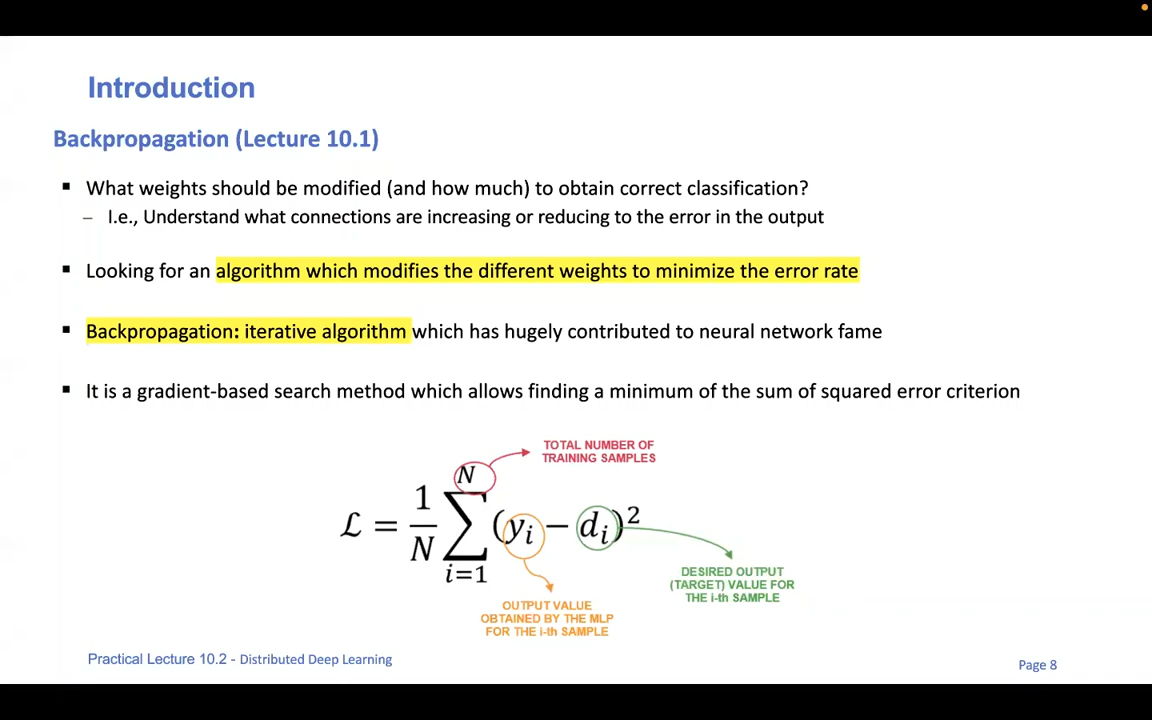 Introduction
Backpropagation (Lecture 10.1)
▪ What weights should be modified (and how much) to obtain correct classification?
– I.e., Understand what connections are increasing or reducing to the error in the output
▪ Looking for an algorithm which modifies the different weights to minimize the error rate
▪ Backpropagation: iterative algorithm which has hugely contributed to neural network fame
▪ It is a gradient-based search method which allows finding a minimum of the sum of squared error criterion
TOTAL NUMBER OF
TRAINING SAMPLES
ℒ = 1/N ∑_{i=1}^{N} (y_i − d_i)^2
DESIRED OUTPUT
(TARGET) VALUE FOR
THE i-th SAMPLE
OUTPUT VALUE
OBTAINED BY THE MLP
FOR THE i-th SAMPLE
Practical Lecture 10.2 - Distributed Deep Learning
Page 8